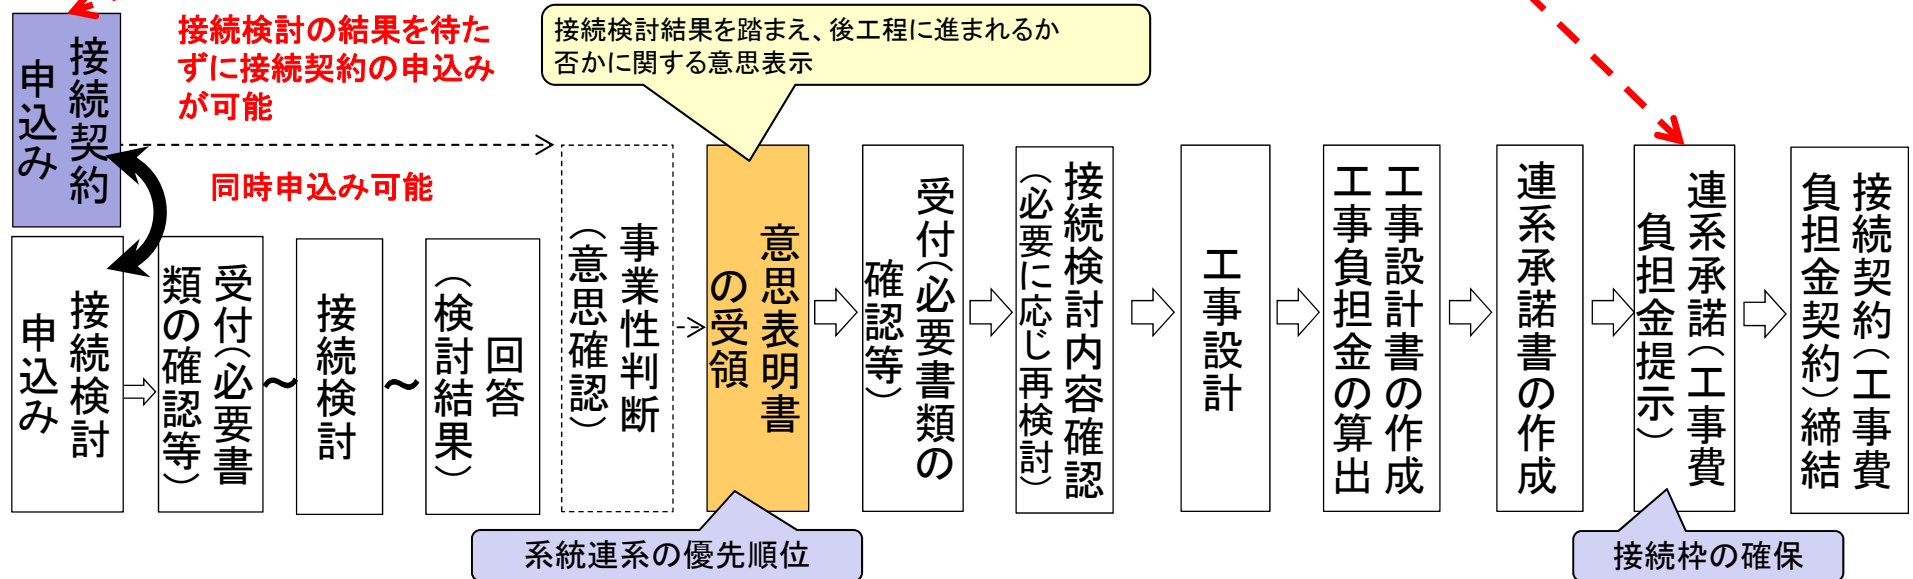 接続契約
申込み
接続検討の結果を待た
ずに接続契約の申込み
が可能
同時申込み可能
接続検討結果を踏まえ、後工程に進まれるか
否かに関する意思表示
接続検討
申込み
受付（必要書
類の確認等）
～
接続検討
～
回答
（検討結果）
事業性判断
（意思確認）
意思表明書
の受領
受付（必要書類の
確認等）
接続検討内容確認
（必要に応じ再検討）
工事設計
工事設計書の作成
工事負担金の算出
連系承諾書の作成
連系承諾（工事費
負担金提示）
接続契約（工事費
負担金契約）締結
系統連系の優先順位
接続枠の確保